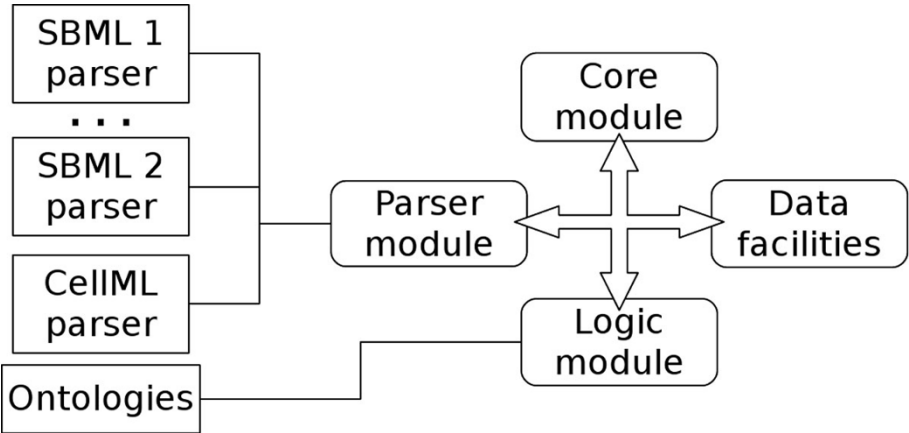 SBML 1
parser
...
SBML 2
parser
CellML
parser
Ontologies
Parser
module
Core
module
Data
facilities
Logic
module